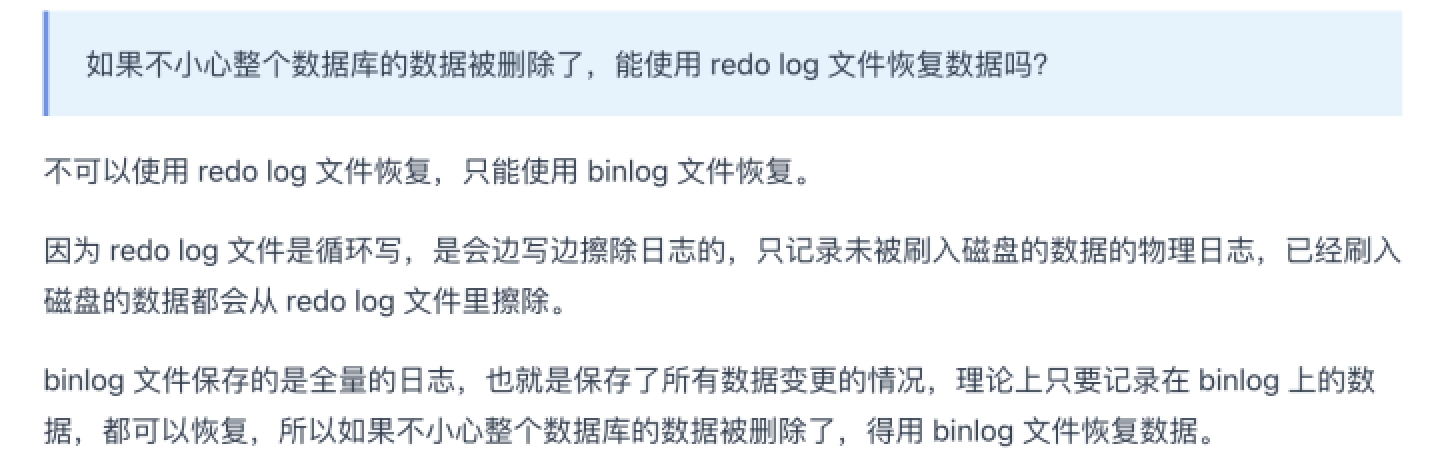 如果不小心整个数据库的数据被删除了，能使用 redo log 文件恢复数据吗？
不可以使用 redo log 文件恢复，只能使用 binlog 文件恢复。
因为 redo log 文件是循环写，是会边写边擦除日志的，只记录未被刷入磁盘的数据的物理日志，已经刷入
磁盘的数据都会从 redo log 文件里擦除。
binlog 文件保存的是全量的日志，也就是保存了所有数据变更的情况，理论上只要记录在 binlog 上的数
据，都可以恢复，所以如果不小心整个数据库的数据被删除了，得用 binlog 文件恢复数据。